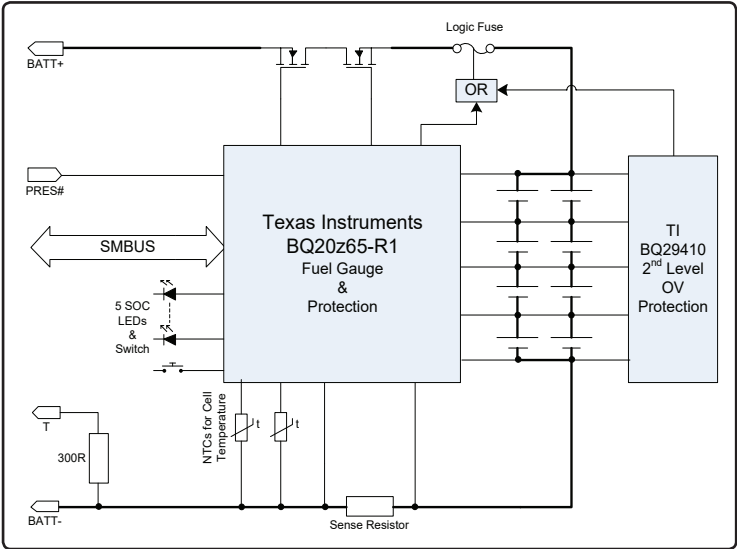 Logic Fuse
BATT+
OR
PRES#
Texas Instruments
BQ20z65-R1
Fuel Gauge
&
Protection
TI
BQ29410
2nd Level
OV
Protection
SMBUS
5 SOC
LEDs
&
Switch
NTCs for Cell
Temperature
t
t
T
300R
BATT-
Sense Resistor